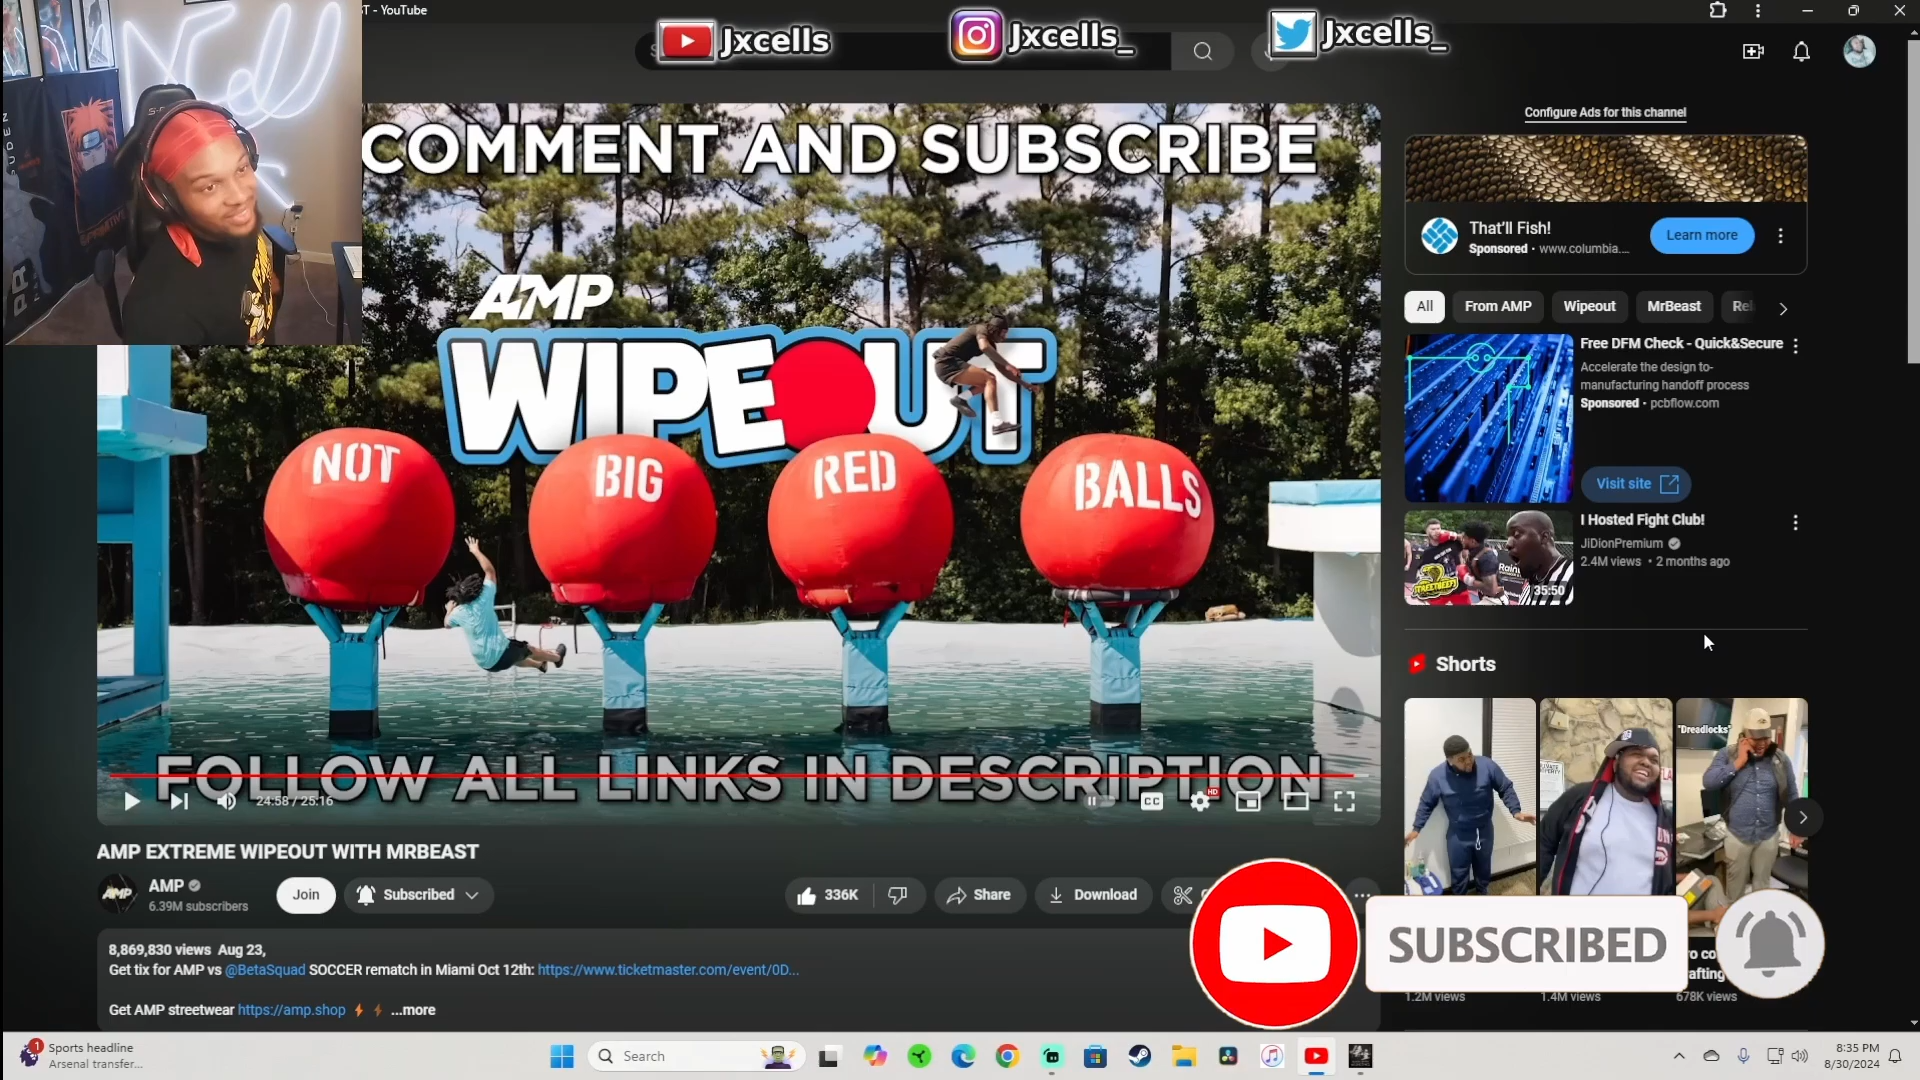 ST - YouTube
Jxcells
Jxcells_
Jxcells_
COMMENT AND SUBSCRIBE
AMP
WIPEOUT
NOT BIG RED BALLS
FOLLOW ALL LINKS IN DESCRIPTION
24:58 / 25:16
CC
HD
AMP EXTREME WIPEOUT WITH MRBEAST
AMP
6.39M subscribers
Join
Subscribed
336K
Share
Download
8,869,830 views Aug 23,
Get tix for AMP vs @BetaSquad SOCCER rematch in Miami Oct 12th: https://www.ticketmaster.com/event/0D...
Get AMP streetwear https://amp.shop ...more
Configure Ads for this channel
That'll Fish!
Sponsored · www.columbia....
Learn more
All
From AMP
Wipeout
MrBeast
Free DFM Check - Quick&Secure
Accelerate the design to-
manufacturing handoff process
Sponsored · pcbflow.com
Visit site
I Hosted Fight Club!
JiDionPremium
2.4M views · 2 months ago
35:50
Shorts
"Dreadlocks"
SUBSCRIBED
1.2M views
1.4M views
678K views
1
Sports headline
Arsenal transfer...
Search
8:35 PM
8/30/2024